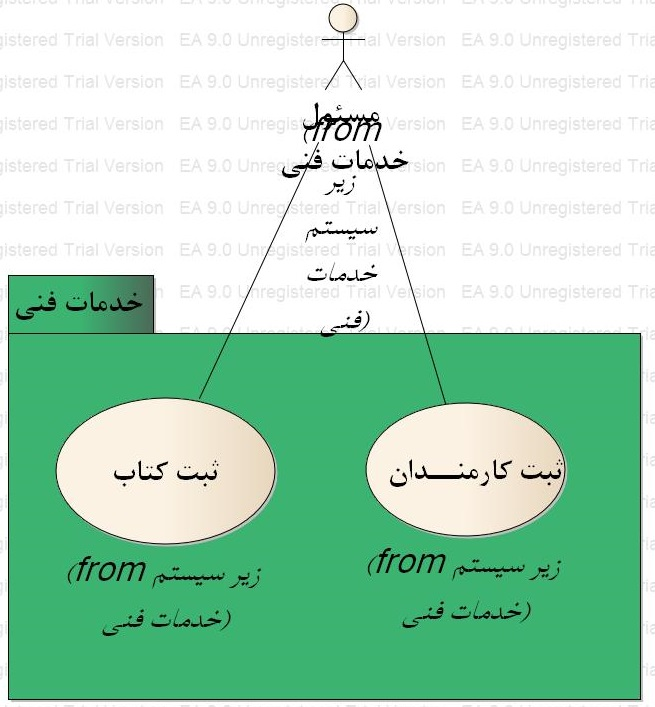 مسئول
(from
خدمات فنی
زیر
سیستم
خدمات
فنی)
خدمات فنی
ثبت کتاب
(from زیر سیستم
خدمات فنی)
ثبت کارمنـــدان
(from زیر سیستم
خدمات فنی)
EA 9.0 Unregistered Trial Version